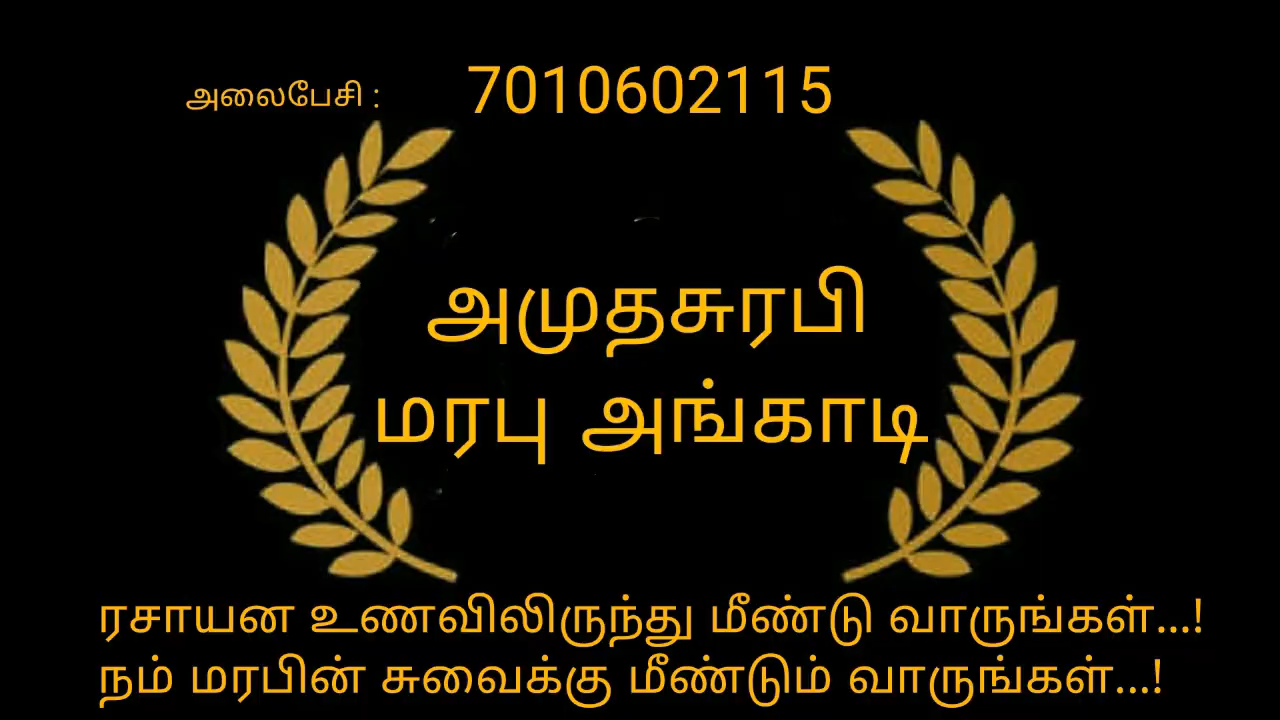 அலைபேசி : 7010602115
அமுதசுரபி
மரபு அங்காடி
ரசாயன உணவிலிருந்து மீண்டு வாருங்கள்...!
நம் மரபின் சுவைக்கு மீண்டும் வாருங்கள்...!